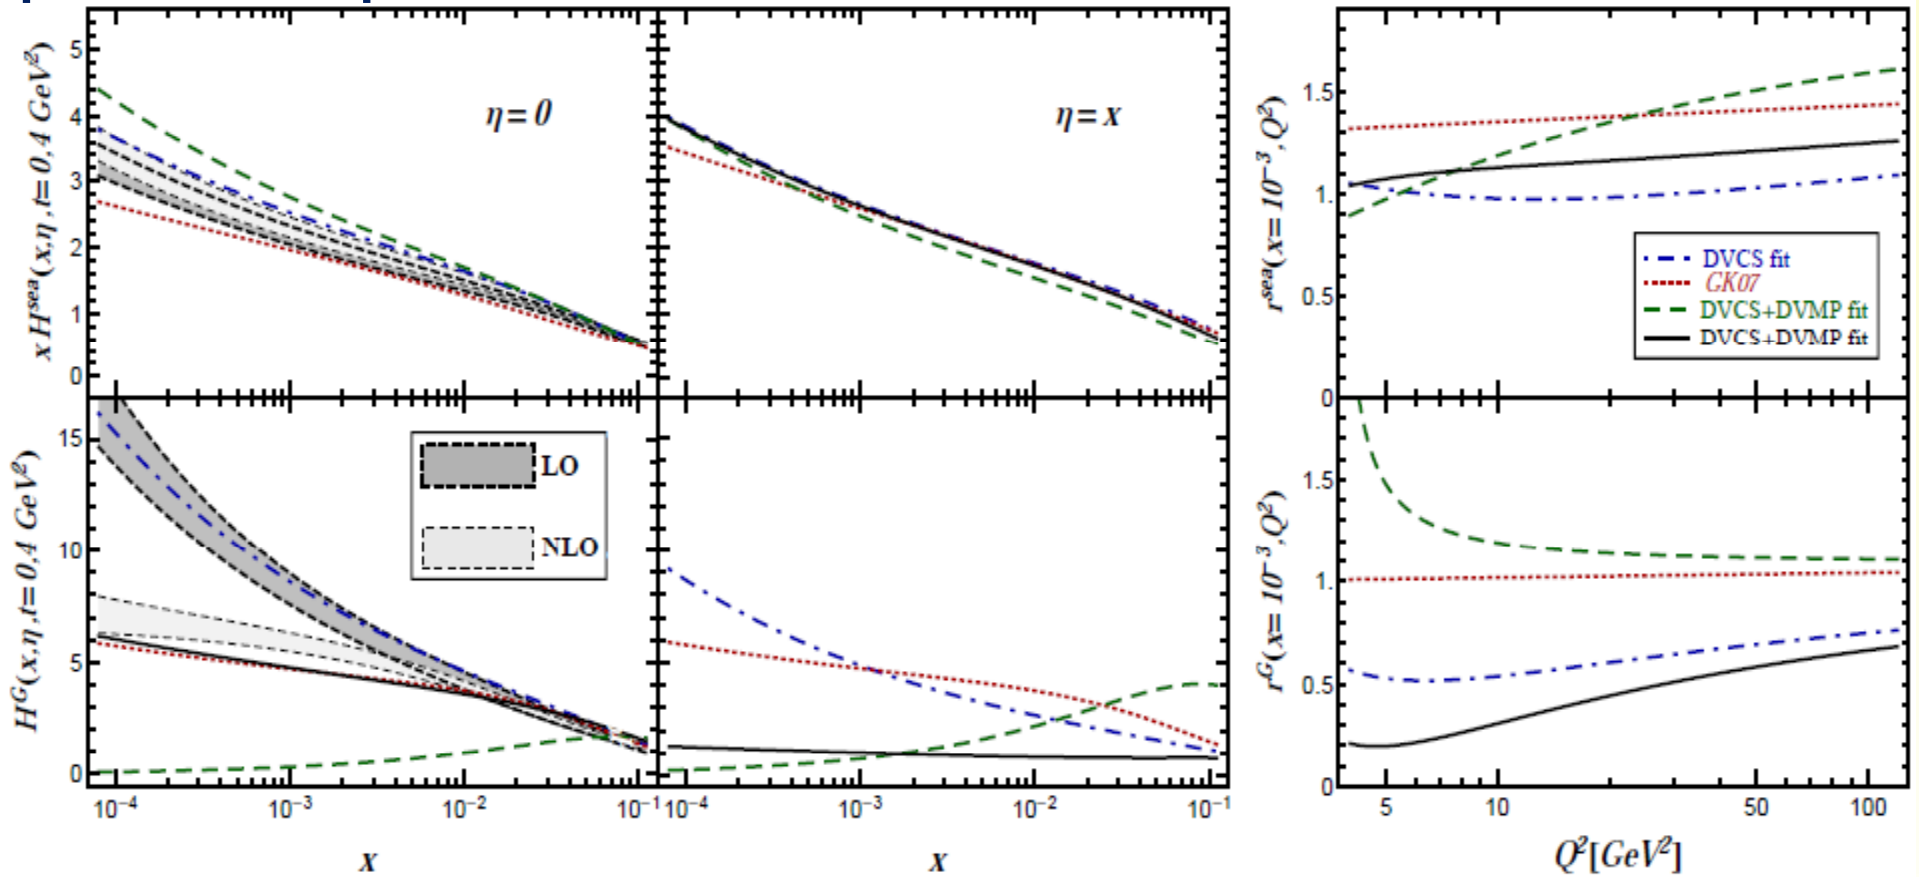 5
4
3
2
1
0
xH^sea(x,η,t=0,4 GeV²)
η=0
η=x
1.5
1.
0.5
0
r^sea(x=10⁻³,Q²)
DVCS fit
GK07
DVCS+DVMP fit
DVCS+DVMP fit
15
10
5
0
H^G(x,η,t=0,4 GeV²)
LO
NLO
1.5
1.
0.5
0
r^G(x=10⁻³,Q²)
10⁻⁴ 10⁻³ 10⁻² 10⁻¹
10⁻⁴ 10⁻³ 10⁻² 10⁻¹
5 10 50 100
x
x
Q²[GeV²]